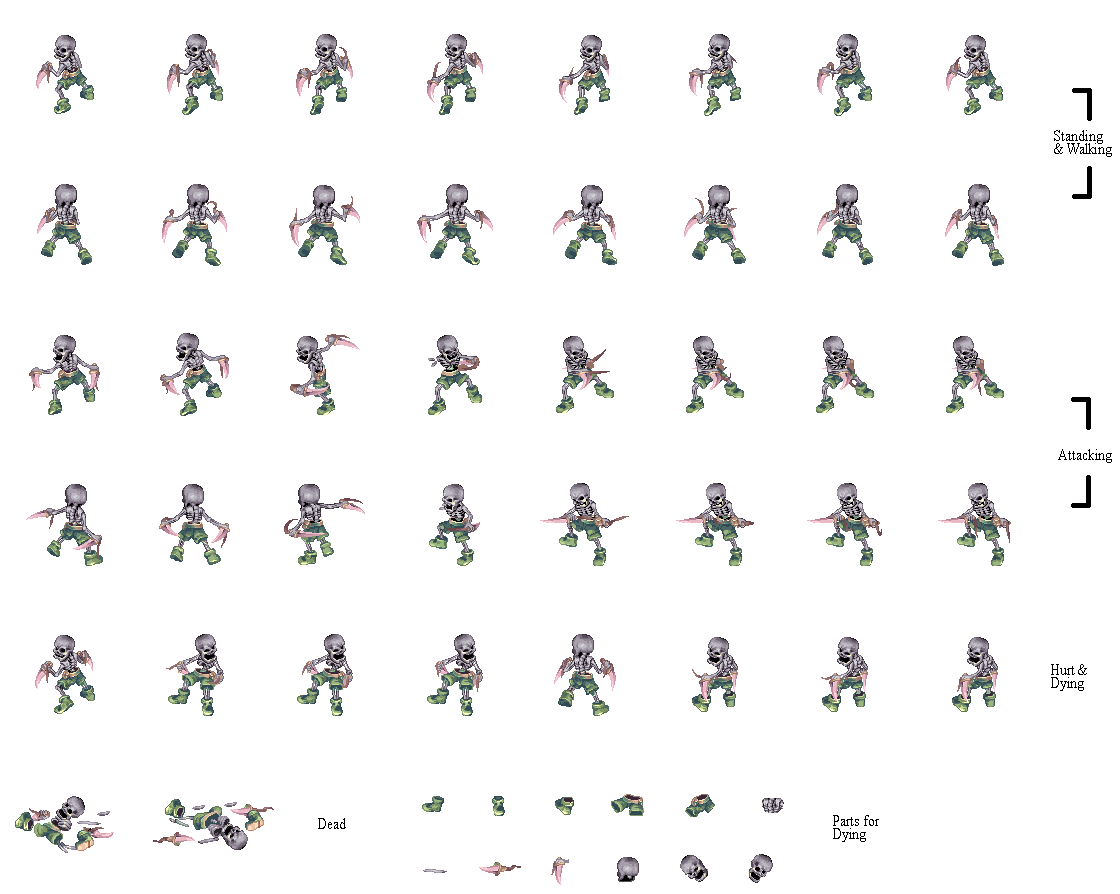 Standing
& Walking
Attacking
Hurt &
Dying
Dead
Parts for
Dying